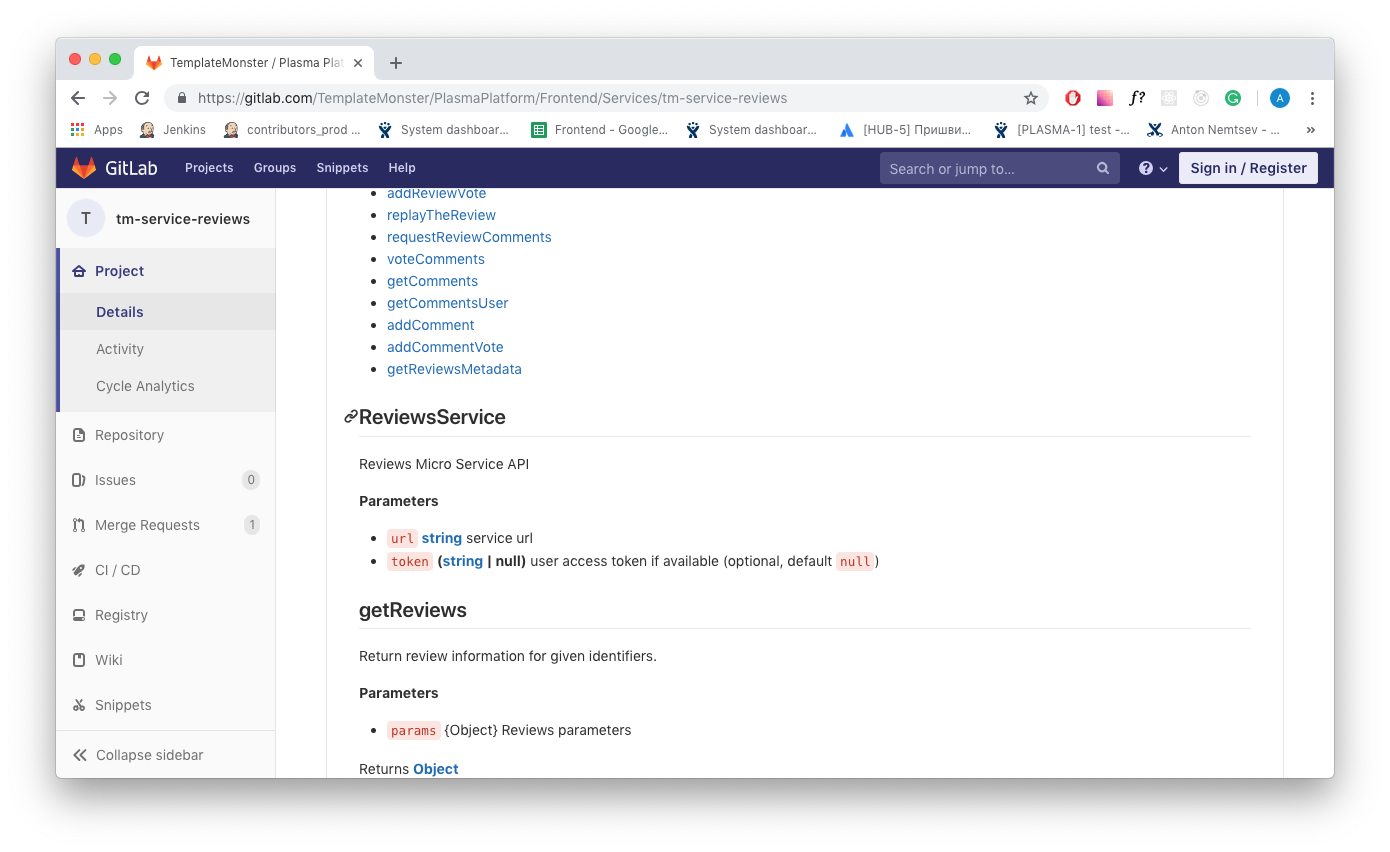 TemplateMonster / Plasma Plat
https://gitlab.com/TemplateMonster/PlasmaPlatform/Frontend/Services/tm-service-reviews
f?
A
Apps
Jenkins
contributors_prod ...
System dashboar...
Frontend - Google...
System dashboar...
[HUB-5] Пришви...
[PLASMA-1] test -...
Anton Nemtsev - ...
»
GitLab
Projects
Groups
Snippets
Help
Search or jump to...
Sign in / Register
T
tm-service-reviews
Project
Details
Activity
Cycle Analytics
Repository
Issues
0
Merge Requests
1
CI / CD
Registry
Wiki
Snippets
Collapse sidebar
addReviewVote
replayTheReview
requestReviewComments
voteComments
getComments
getCommentsUser
addComment
addCommentVote
getReviewsMetadata
ReviewsService
Reviews Micro Service API
Parameters
url string service url
token (string | null) user access token if available (optional, default null)
getReviews
Return review information for given identifiers.
Parameters
params {Object} Reviews parameters
Returns Object